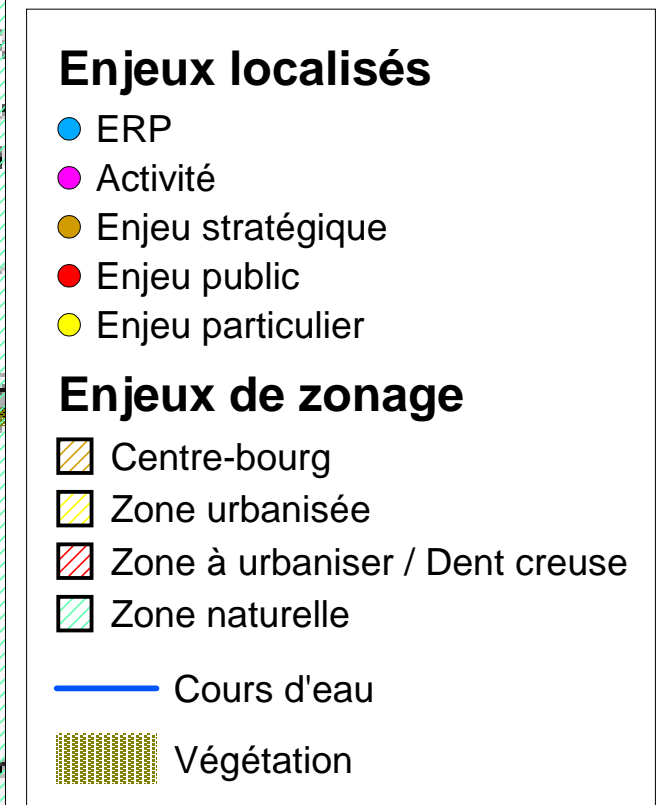 Enjeux localisés
ERP
Activité
Enjeu stratégique
Enjeu public
Enjeu particulier
Enjeux de zonage
Centre-bourg
Zone urbanisée
Zone à urbaniser / Dent creuse
Zone naturelle
Cours d'eau
Végétation